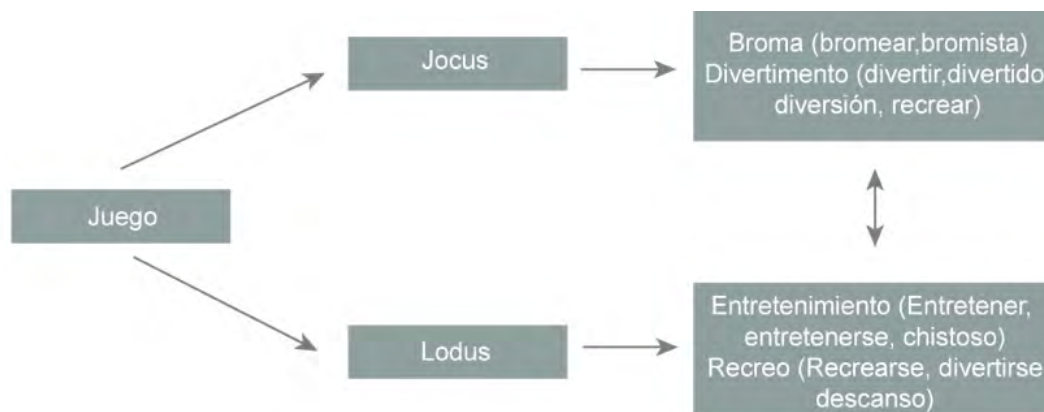 Juego
Jocus
Broma (bromear,bromista)
Divertimento (divertir,divertido
diversión, recrear)
Lodus
Entretenimiento (Entretener,
entretenerse, chistoso)
Recreo (Recrearse, divertirse
descanso)